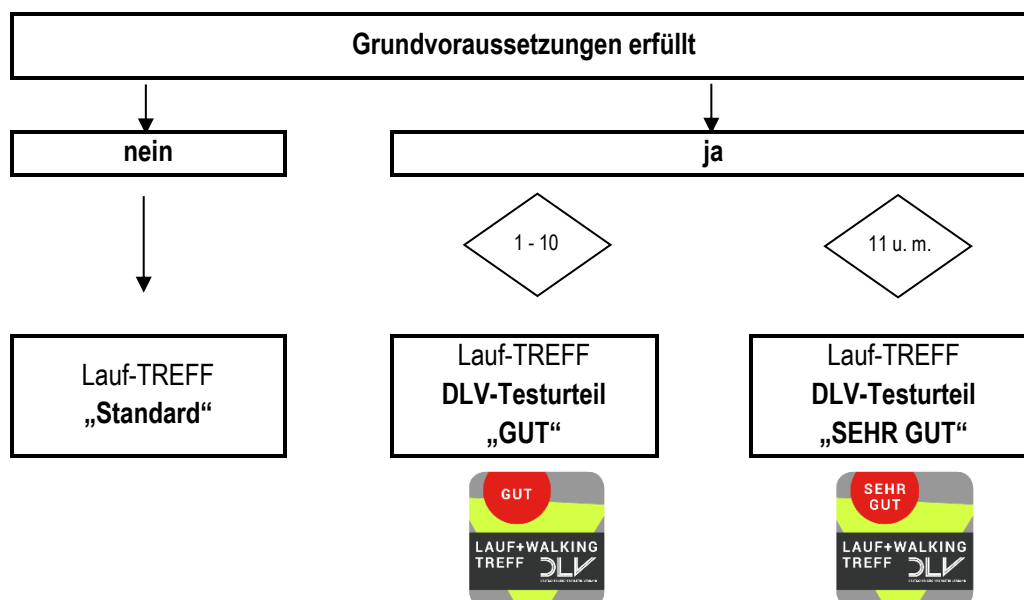 Grundvoraussetzungen erfüllt
nein
ja
1 - 10
11 u. m.
Lauf-TREFF
„Standard“
Lauf-TREFF
DLV-Testurteil
„GUT“
Lauf-TREFF
DLV-Testurteil
„SEHR GUT“
GUT
LAUF+WALKING
TREFF DLV
SEHR
GUT
LAUF+WALKING
TREFF DLV